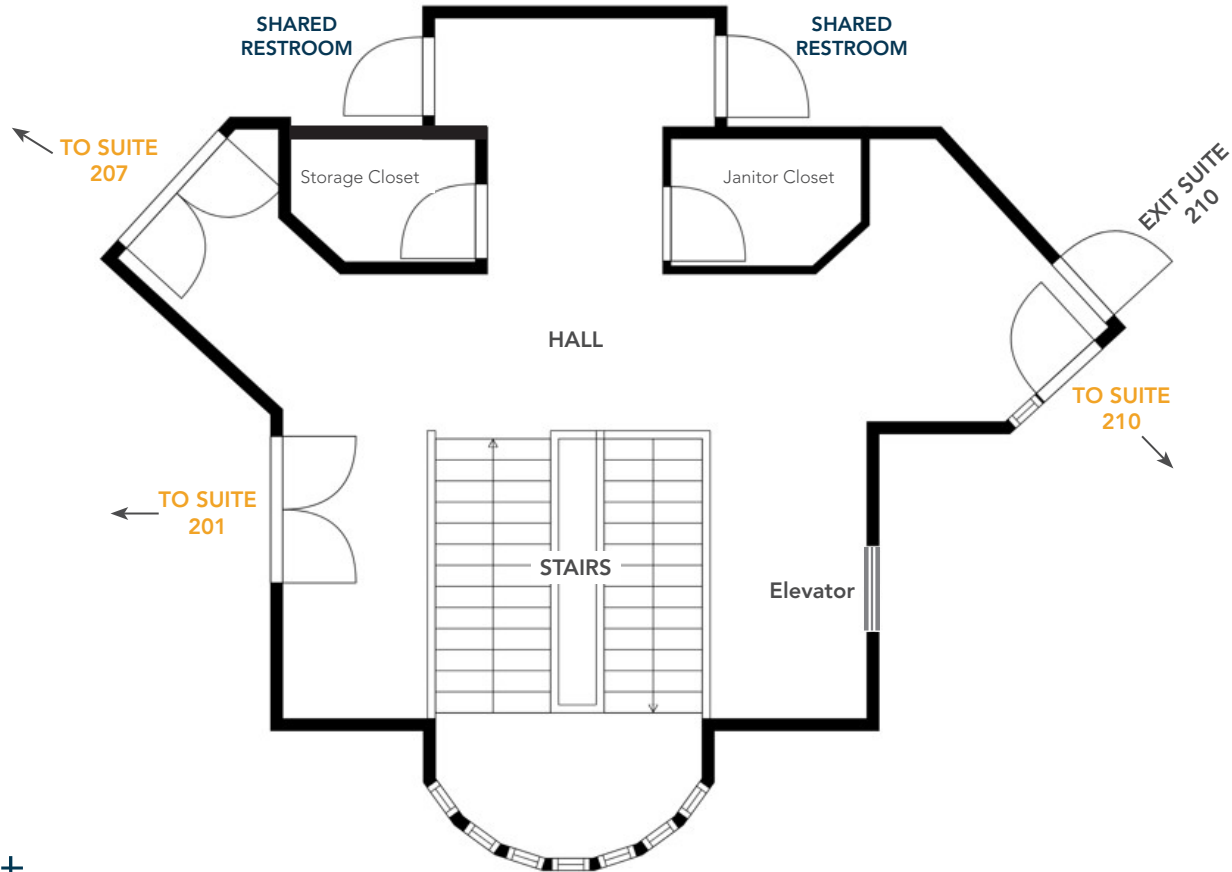 SHARED
RESTROOM
SHARED
RESTROOM
TO SUITE
207
Storage Closet
Janitor Closet
EXIT SUITE
210
HALL
TO SUITE
210
TO SUITE
201
STAIRS
Elevator